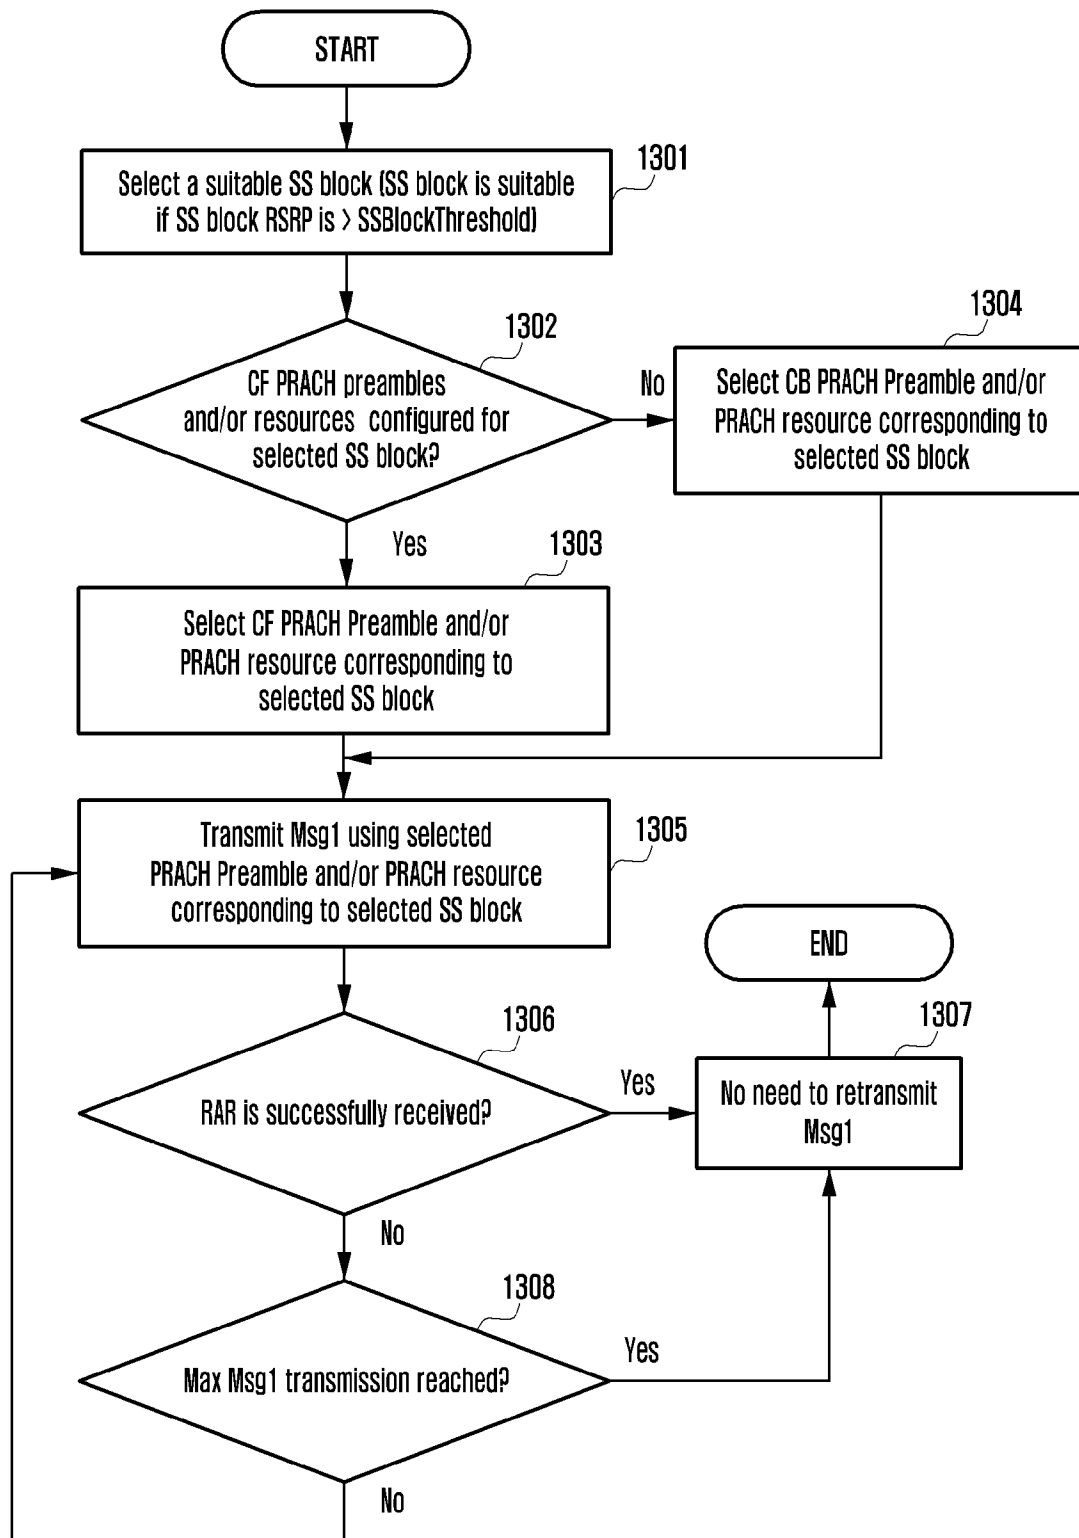 START
1301
Select a suitable SS block (SS block is suitable
if SS block RSRP is > SSBlockThreshold)
1302
CF PRACH preambles
and/or resources configured for
selected SS block?
No
1304
Select CB PRACH Preamble and/or
PRACH resource corresponding to
selected SS block
Yes
1303
Select CF PRACH Preamble and/or
PRACH resource corresponding to
selected SS block
1305
Transmit Msg1 using selected
PRACH Preamble and/or PRACH resource
corresponding to selected SS block
END
1306
RAR is successfully received?
Yes
1307
No need to retransmit
Msg1
No
1308
Max Msg1 transmission reached?
Yes
No